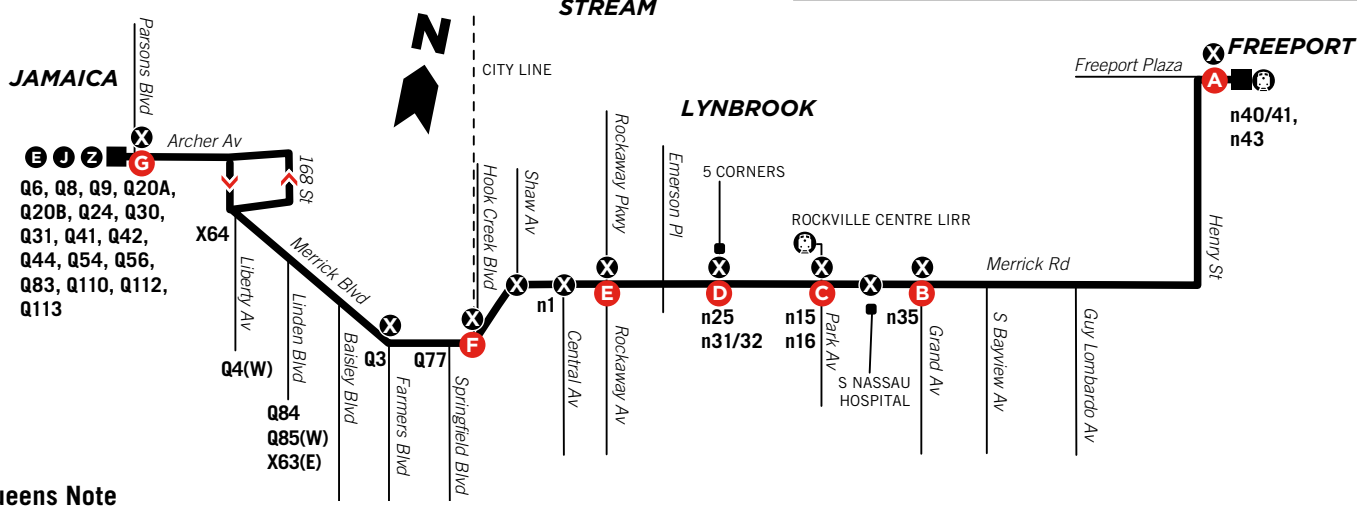 STREAM
Parsons Blvd
N
CITY LINE
JAMAICA
FREEPORT
Freeport Plaza
X
A
n40/41,
n43
LYNBROOK
Rockaway Pkwy
Emerson Pl
5 CORNERS
X
Archer Av
E J Z
G
168 St
Q6, Q8, Q9, Q20A,
Q20B, Q24, Q30,
Q31, Q41, Q42,
Q44, Q54, Q56,
Q83, Q110, Q112,
Q113
X64
Hook Creek Blvd
Shaw Av
ROCKVILLE CENTRE LIRR
Henry St
Merrick Blvd
Merrick Rd
X
X
X
X
X
X
X
E
D
C
B
n1
n25
n31/32
n15
n16
n35
Liberty Av
Linden Blvd
Baisley Blvd
X
X
F
Q3
Q77
Q4(W)
Farmers Blvd
Springfield Blvd
Central Av
Rockaway Av
Park Av
S NASSAU
HOSPITAL
Grand Av
S Bayview Av
Guy Lombardo Av
Q84
Q85(W)
X63(E)
ueens Note